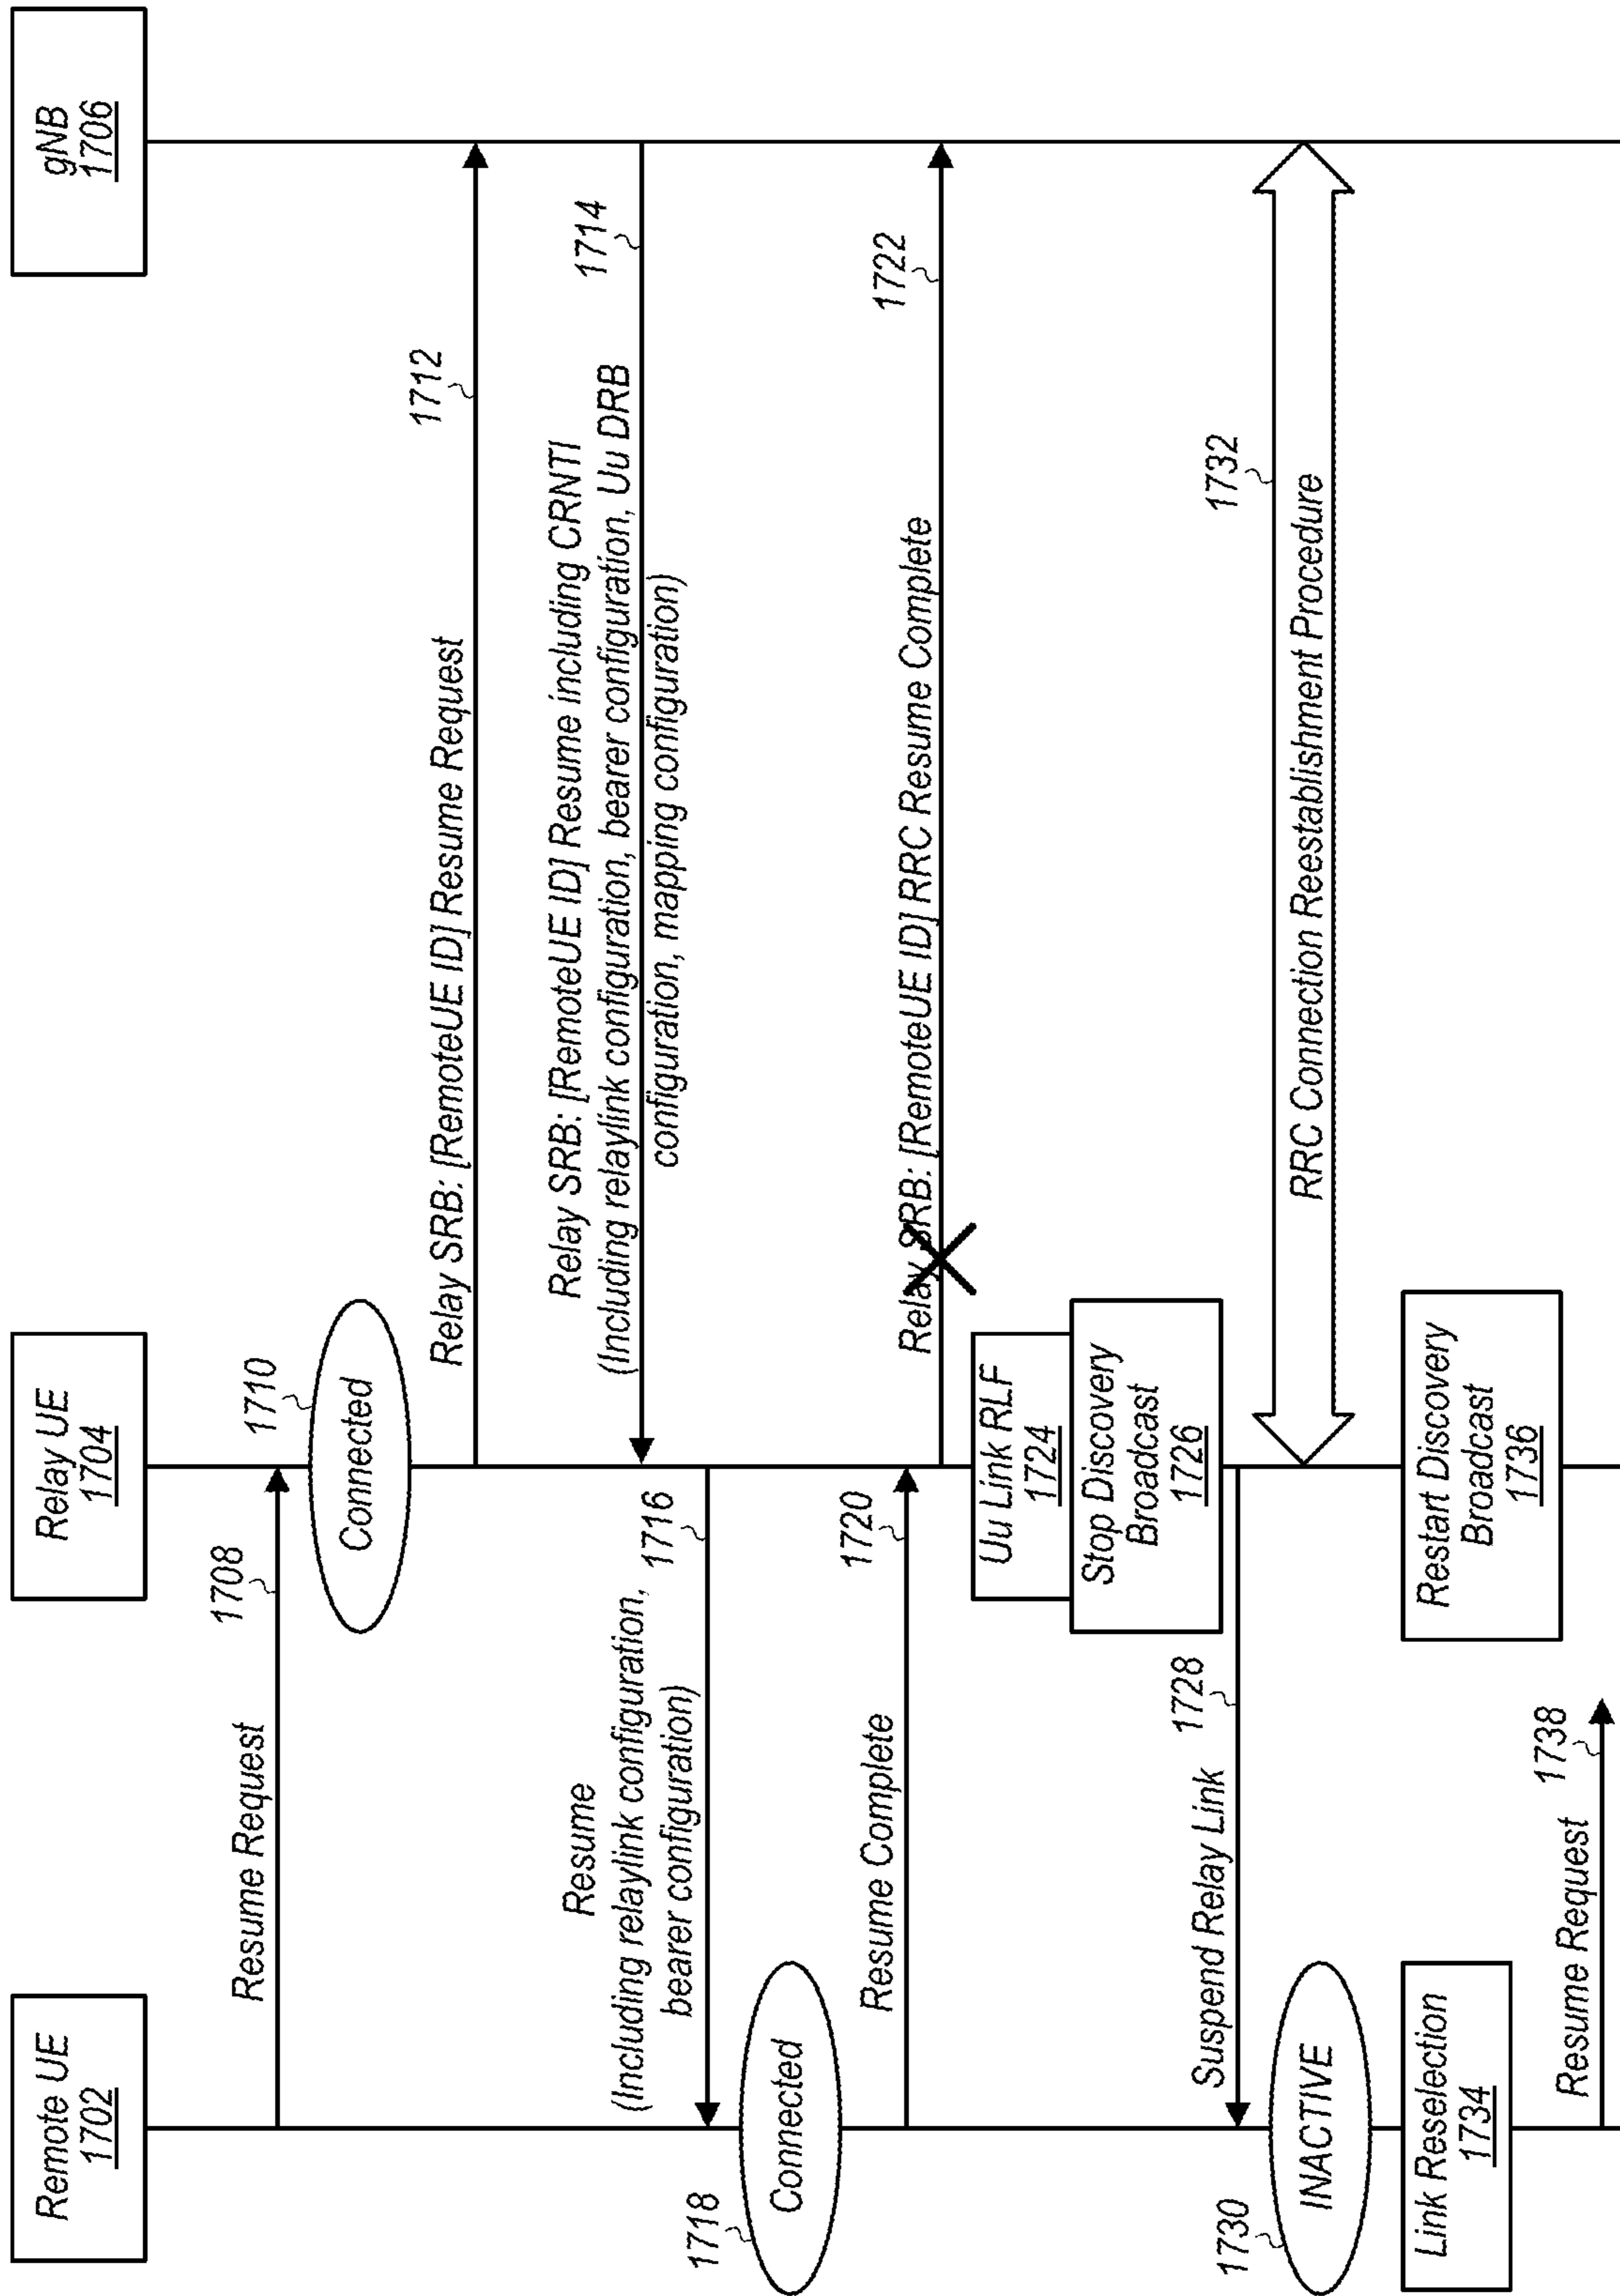 Remote UE
1702
Relay UE
1704
gNB
1706
1708
Resume Request
1710
Connected
1712
Relay SRB: [RemoteUE ID] Resume Request
1714
Relay SRB: [RemoteUE ID] Resume including CRNTI
(Including relaylink configuration, bearer configuration, Uu DRB
configuration, mapping configuration)
Resume
(Including relaylink configuration,
bearer configuration)
1716
1718
Connected
Resume Complete
1720
1722
Relay SRB: [RemoteUE ID] RRC Resume Complete
Uu Link RLF
1724
Stop Discovery
Broadcast
1726
Suspend Relay Link
1728
1730
INACTIVE
1732
RRC Connection Reestablishment Procedure
Link Reselection
1734
Restart Discovery
Broadcast
1736
Resume Request
1738